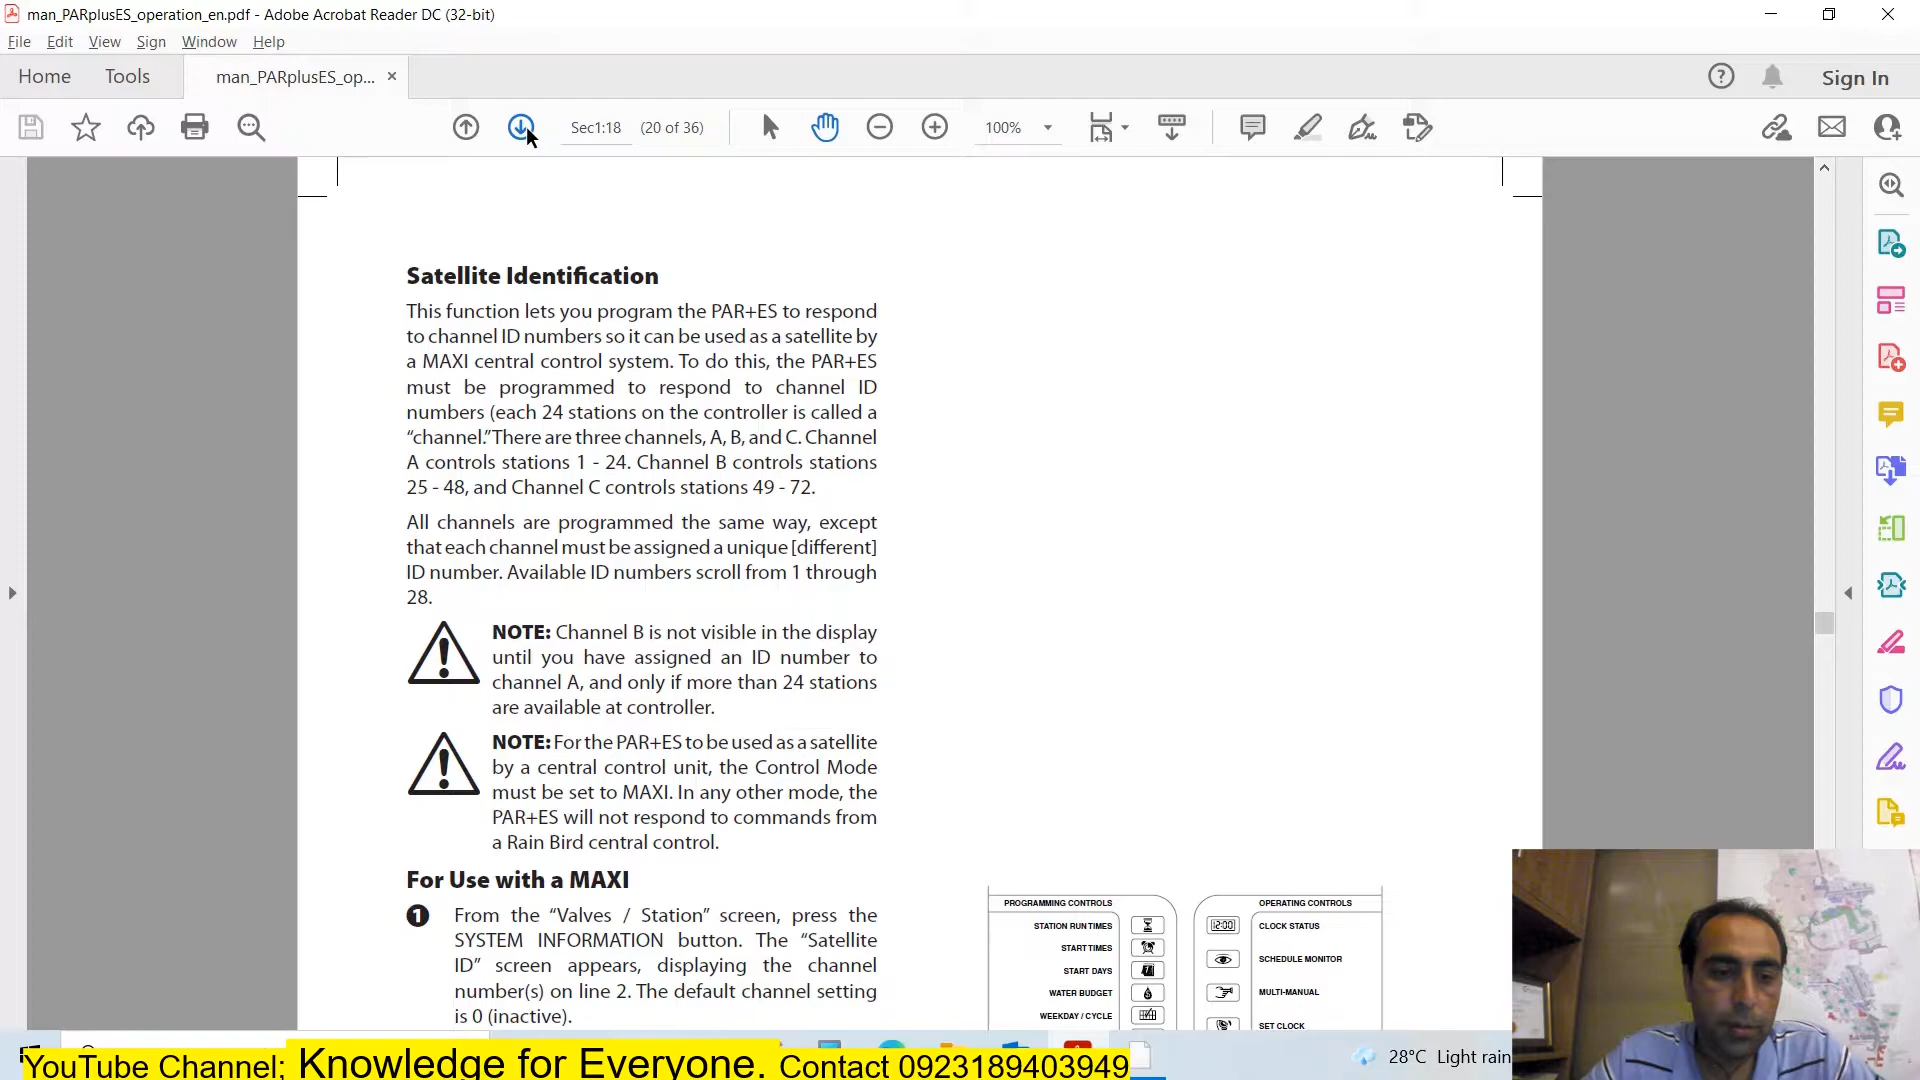 man_PARplusES_operation_en.pdf - Adobe Acrobat Reader DC (32-bit)
File Edit View Sign Window Help
Home Tools man_PARplusES_op... × Sign In
Sec1:18 (20 of 36) 100%
Satellite Identification
This function lets you program the PAR+ES to respond
to channel ID numbers so it can be used as a satellite by
a MAXI central control system. To do this, the PAR+ES
must be programmed to respond to channel ID
numbers (each 24 stations on the controller is called a
“channel.” There are three channels, A, B, and C. Channel
A controls stations 1 - 24. Channel B controls stations
25 - 48, and Channel C controls stations 49 - 72.
All channels are programmed the same way, except
that each channel must be assigned a unique [different]
ID number. Available ID numbers scroll from 1 through
28.
NOTE: Channel B is not visible in the display
until you have assigned an ID number to
channel A, and only if more than 24 stations
are available at controller.
NOTE: For the PAR+ES to be used as a satellite
by a central control unit, the Control Mode
must be set to MAXI. In any other mode, the
PAR+ES will not respond to commands from
a Rain Bird central control.
For Use with a MAXI
1 From the “Valves / Station” screen, press the
SYSTEM INFORMATION button. The “Satellite
ID” screen appears, displaying the channel
number(s) on line 2. The default channel setting
is 0 (inactive).
PROGRAMMING CONTROLS
STATION RUN TIMES
START TIMES
START DAYS
WATER BUDGET
WEEKDAY / CYCLE
OPERATING CONTROLS
12:00 CLOCK STATUS
SCHEDULE MONITOR
MULTI-MANUAL
SET CLOCK
28°C Light rain
YouTube Channel; Knowledge for Everyone. Contact 0923189403949